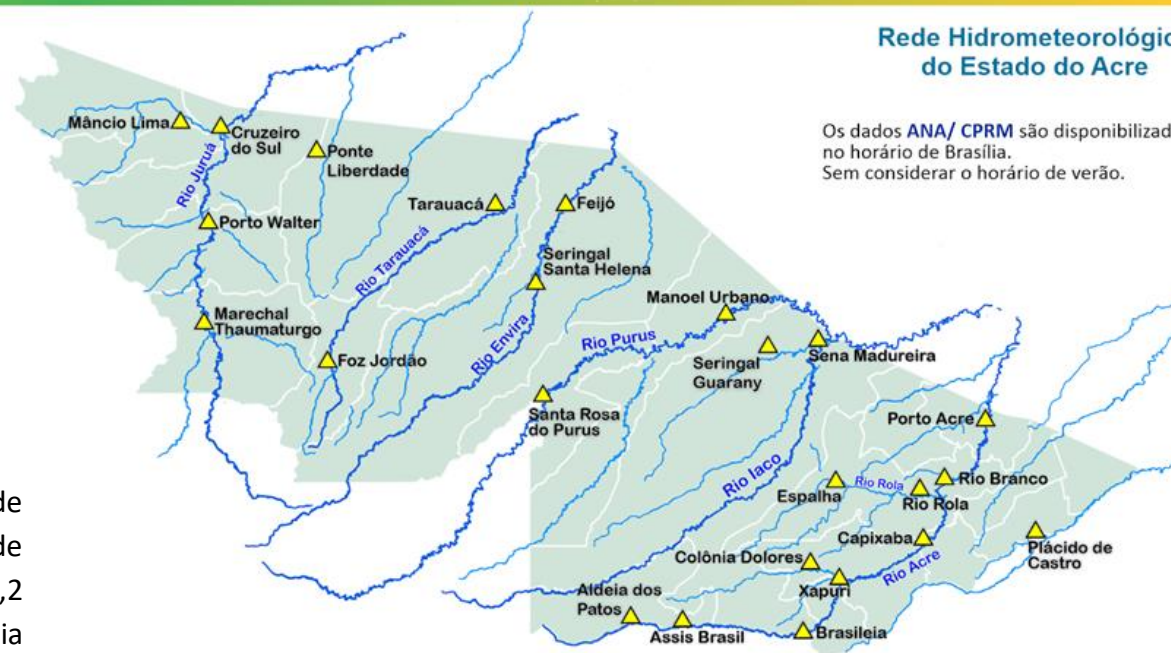 Rede Hidrometeorológic
do Estado do Acre
Os dados ANA/ CPRM são disponibilizad
no horário de Brasília.
Sem considerar o horário de verão.
Mâncio Lima
Cruzeiro
do Sul
Ponte
Liberdade
Rio Juruá
Porto Walter
Tarauacá
Feijó
Rio Tarauacá
Seringal
Santa Helena
Marechal
Thaumaturgo
Foz Jordão
Rio Envira
Manoel Urbano
Rio Purus
Seringal
Guarany
Sena Madureira
Santa Rosa
do Purus
Porto Acre
Rio Iaco
Espalha
Rio Rola
Rio Rola
Rio Branco
Capixaba
Plácido de
Castro
Colônia Dolores
Rio Acre
Xapuri
Aldeia dos
Patos
Assis Brasil
Brasileia
de
de
,2
ia